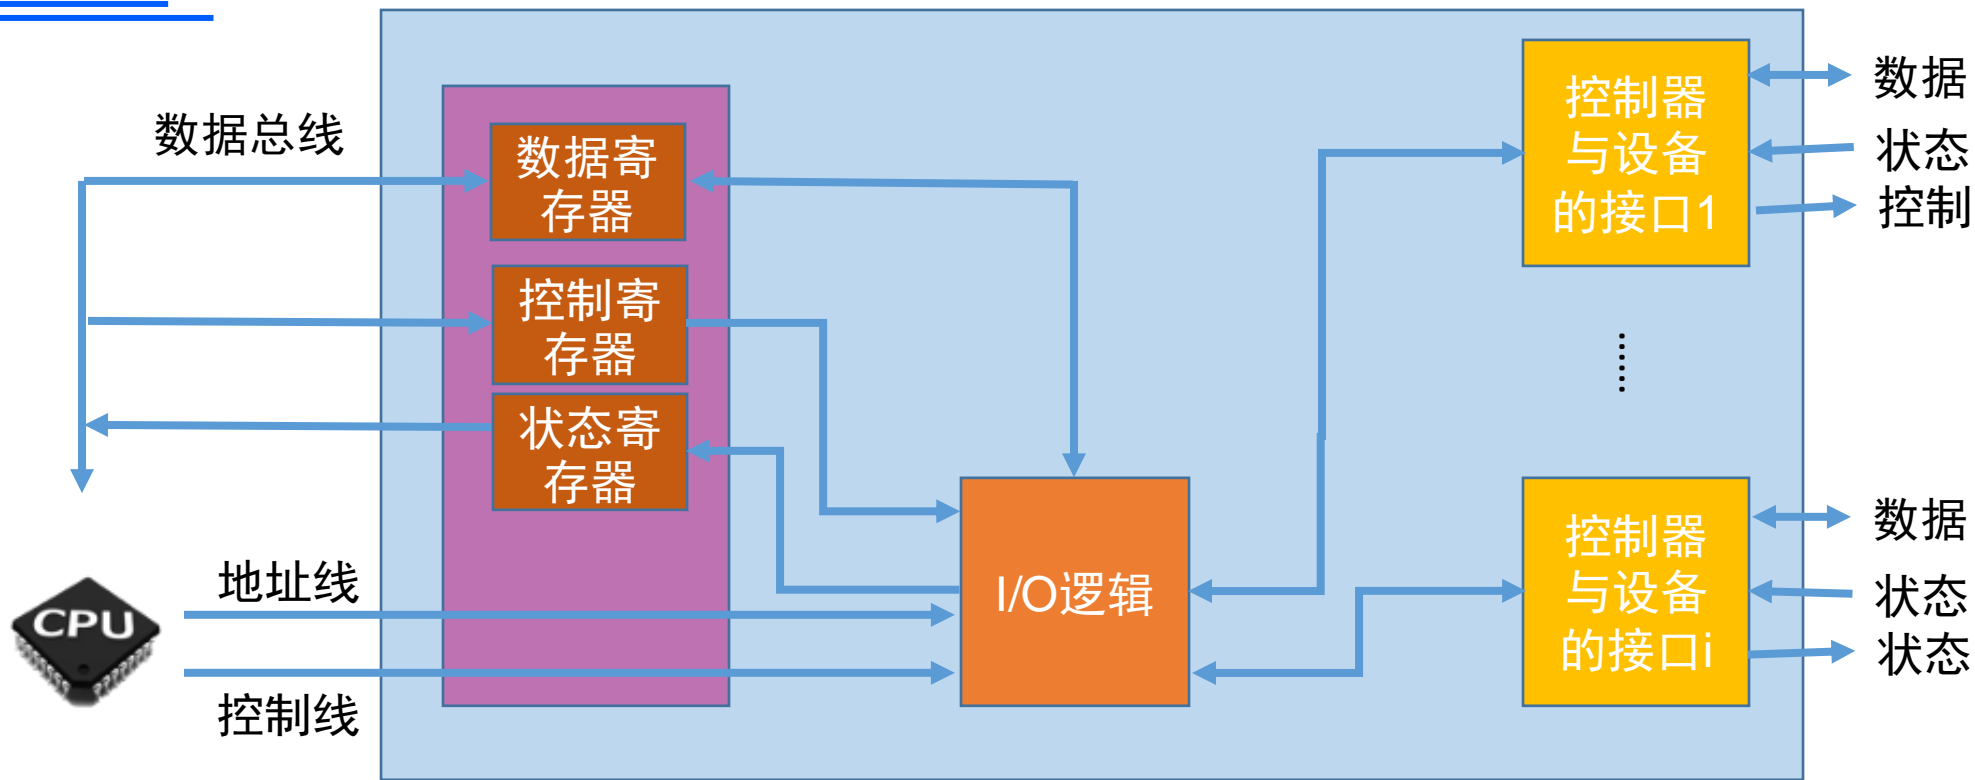 数据总线
数据寄
存器
控制寄
存器
状态寄
存器
地址线
CPU
控制线
I/O逻辑
控制器
与设备
的接口1
数据
状态
控制
......
控制器
与设备
的接口i
数据
状态
状态